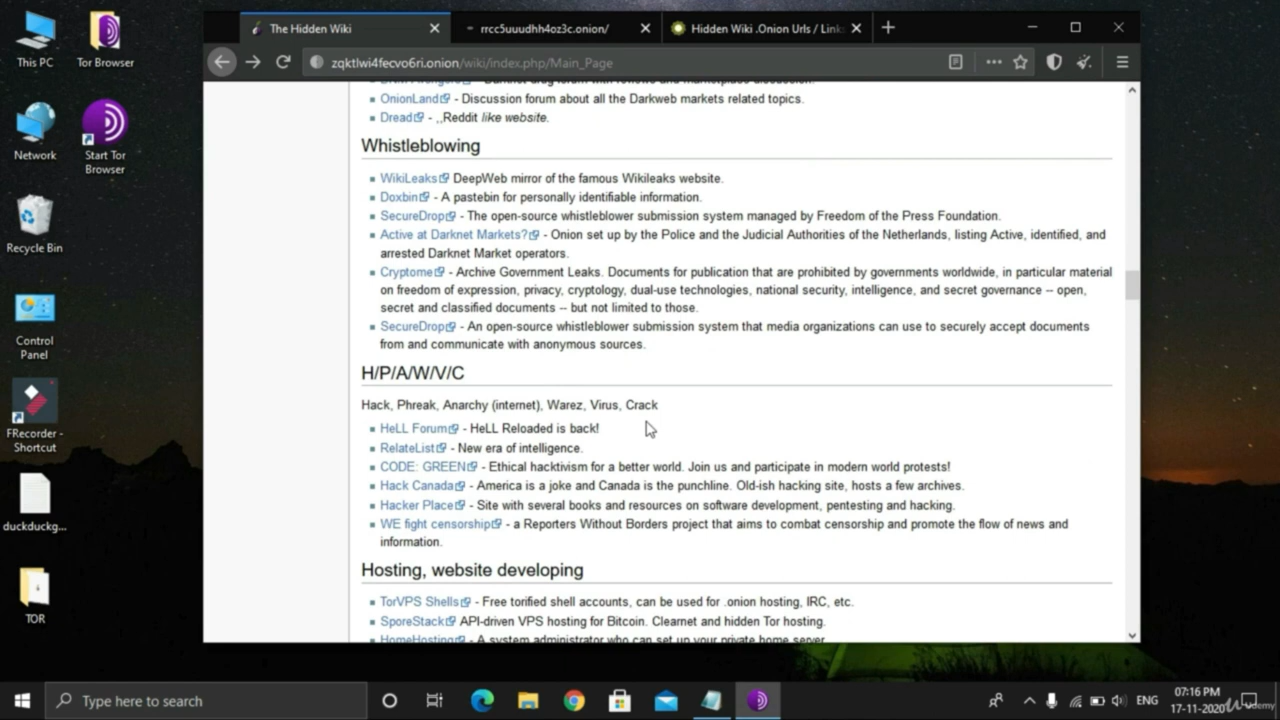 This PC
Tor Browser
Network
Start Tor
Browser
Recycle Bin
Control
Panel
FRecorder -
Shortcut
duckduckg...
TOR
The Hidden Wiki
rrcc5uuudhh4oz3c.onion/
Hidden Wiki .Onion Urls / Link
zqktlwi4fecvo6ri.onion/wiki/index.php/Main_Page
OnionLand - Discussion forum about all the Darkweb markets related topics.
Dread - ,,Reddit like website.
Whistleblowing
WikiLeaks DeepWeb mirror of the famous Wikileaks website.
Doxbin - A pastebin for personally identifiable information.
SecureDrop - The open-source whistleblower submission system managed by Freedom of the Press Foundation.
Active at Darknet Markets? - Onion set up by the Police and the Judicial Authorities of the Netherlands, listing Active, identified, and
arrested Darknet Market operators.
Cryptome - Archive Government Leaks. Documents for publication that are prohibited by governments worldwide, in particular material
on freedom of expression, privacy, cryptology, dual-use technologies, national security, intelligence, and secret governance -- open,
secret and classified documents -- but not limited to those.
SecureDrop - An open-source whistleblower submission system that media organizations can use to securely accept documents
from and communicate with anonymous sources.
H/P/A/W/V/C
Hack, Phreak, Anarchy (internet), Warez, Virus, Crack
HeLL Forum - HeLL Reloaded is back!
RelateList - New era of intelligence.
CODE: GREEN - Ethical hacktivism for a better world. Join us and participate in modern world protests!
Hack Canada - America is a joke and Canada is the punchline. Old-ish hacking site, hosts a few archives.
Hacker Place - Site with several books and resources on software development, pentesting and hacking.
WE fight censorship - a Reporters Without Borders project that aims to combat censorship and promote the flow of news and
information.
Hosting, website developing
TorVPS Shells - Free torified shell accounts, can be used for .onion hosting, IRC, etc.
SporeStack API-driven VPS hosting for Bitcoin. Clearnet and hidden Tor hosting.
HomeHosting - A system administrator who can set up your private home server
Type here to search
ENG
07:16 PM
17-11-2020
Udemy